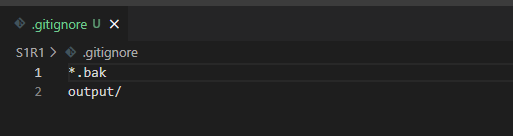 .gitignore U
S1R1 > .gitignore
1 *.bak
2 output/